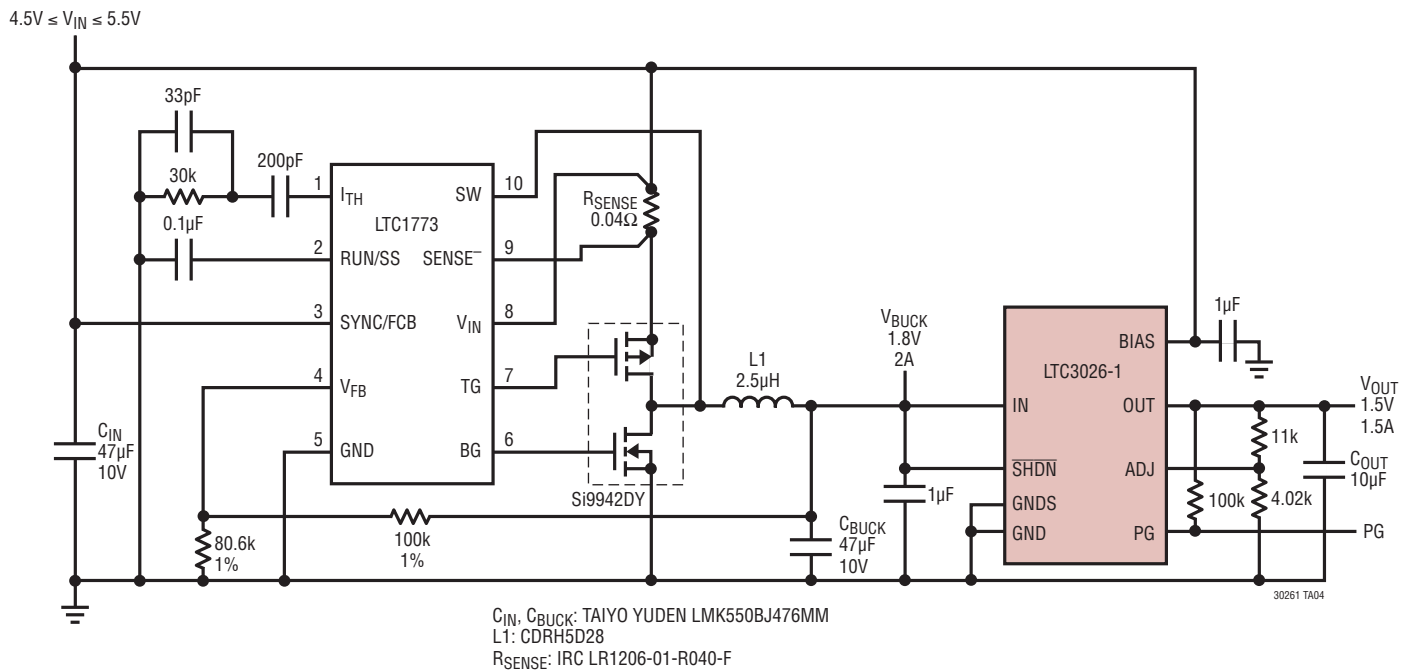 4.5V ≤ VIN ≤ 5.5V
33pF
30k
200pF
0.1µF
1
ITH
2
RUN/SS
3
SYNC/FCB
4
VFB
5
GND
LTC1773
SW
10
SENSE–
9
VIN
8
TG
7
BG
6
RSENSE
0.04Ω
Si9942DY
CIN
47µF
10V
80.6k
1%
100k
1%
L1
2.5µH
VBUCK
1.8V
2A
CBUCK
47µF
10V
1µF
LTC3026-1
IN
SHDN
GNDS
GND
BIAS
OUT
ADJ
PG
1µF
100k
11k
4.02k
VOUT
1.5V
1.5A
COUT
10µF
PG
30261 TA04
CIN, CBUCK: TAIYO YUDEN LMK550BJ476MM
L1: CDRH5D28
RSENSE: IRC LR1206-01-R040-F